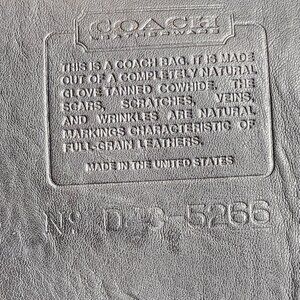 COACH
LEATHERWARE
THIS IS A COACH BAG. IT IS MADE
OUT OF A COMPLETELY NATURAL
GLOVE TANNED COWHIDE. THE
SCARS, SCRATCHES, VEINS,
AND WRINKLES ARE NATURAL
MARKINGS CHARACTERISTIC OF
FULL-GRAIN LEATHERS.
MADE IN THE UNITED STATES
No